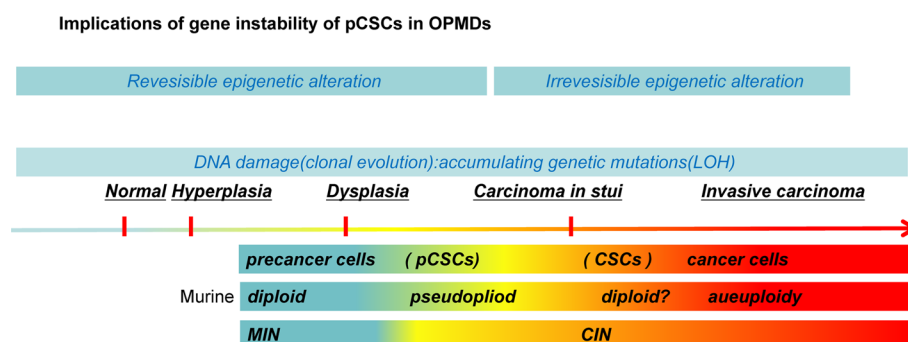 Implications of gene instability of pCSCs in OPMDs
Revesisible epigenetic alteration
Irrevesisible epigenetic alteration
DNA damage(clonal evolution):accumulating genetic mutations(LOH)
Normal Hyperplasia Dysplasia Carcinoma in stui Invasive carcinoma
precancer cells (pCSCs) (CSCs) cancer cells
Murine diploid pseudopliod diploid? aueuploidy
MIN CIN